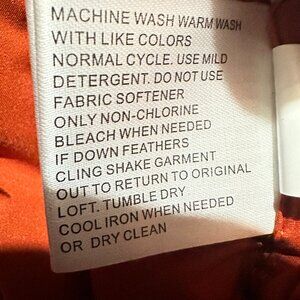 MACHINE WASH WARM WASH
WITH LIKE COLORS
NORMAL CYCLE. USE MILD
DETERGENT. DO NOT USE
FABRIC SOFTENER
ONLY NON-CHLORINE
BLEACH WHEN NEEDED
IF DOWN FEATHERS
CLING SHAKE GARMENT
OUT TO RETURN TO ORIGINAL
LOFT. TUMBLE DRY
COOL IRON WHEN NEEDED
OR DRY CLEAN